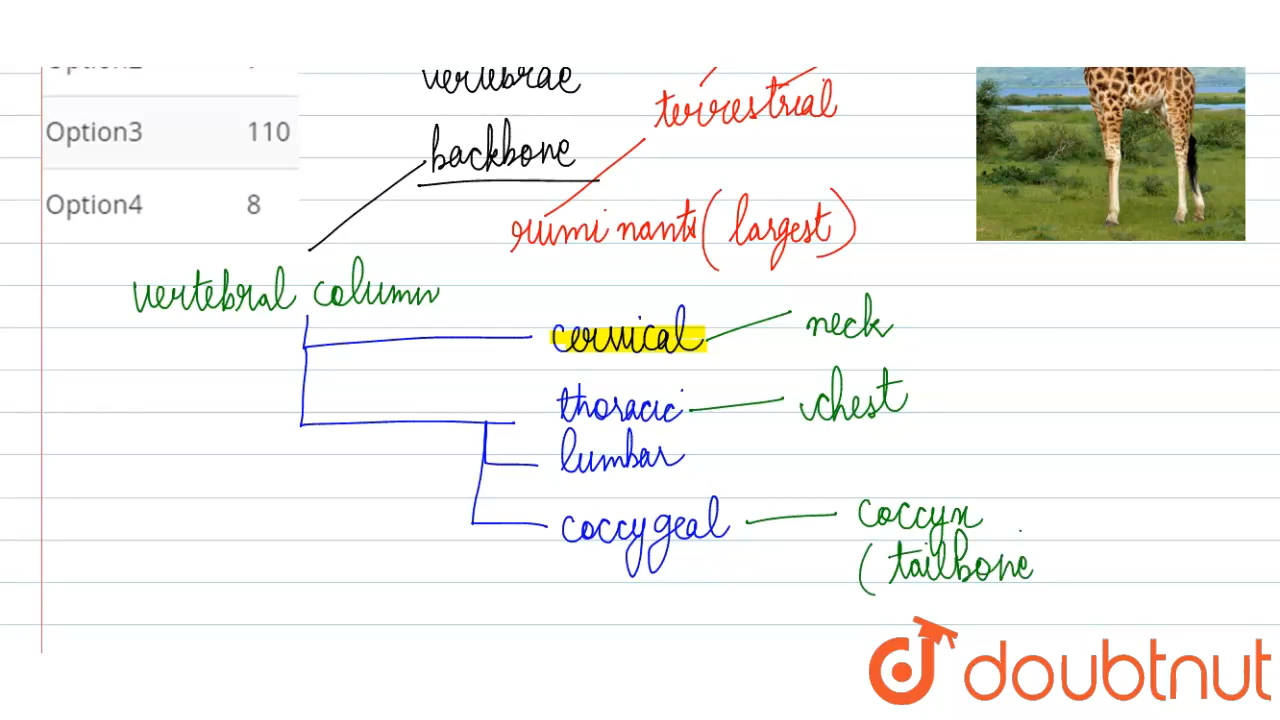 vertebrae
terrestrial
Option3 110
backbone
Option4 8
ruminants (largest)
vertebral column
cervical neck
thoracic chest
lumbar
coccygeal coccyx
(tailbone
doubtnut